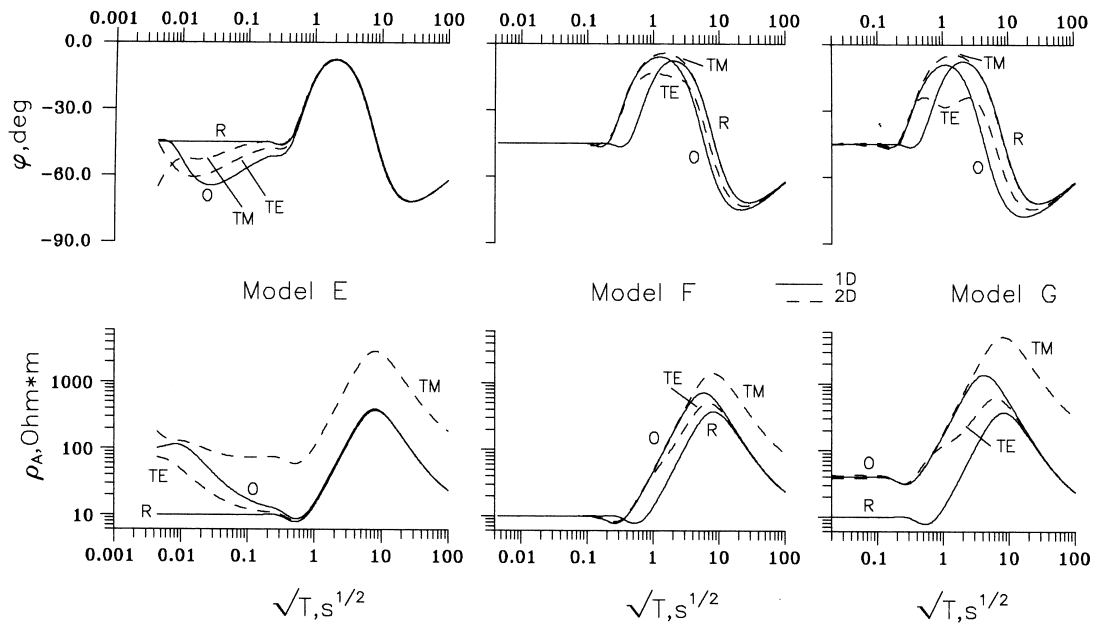 0.001 0.01 0.1 1 10 100
0.01 0.1 1 10 100
0.1 1 10 100
φ,deg
0.0
-30.0
-60.0
-90.0
R
O
TM
TE
TM
TE
R
O
TM
TE
R
O
Model E
Model F
1D
2D
Model G
ρA,Ohm*m
1000
100
10
TM
TE
O
R
TE
TM
O
R
TM
O
TE
R
0.001 0.01 0.1 1 10 100
0.01 0.1 1 10 100
0.1 1 10 100
√T,s1/2
√T,s1/2
√T,s1/2